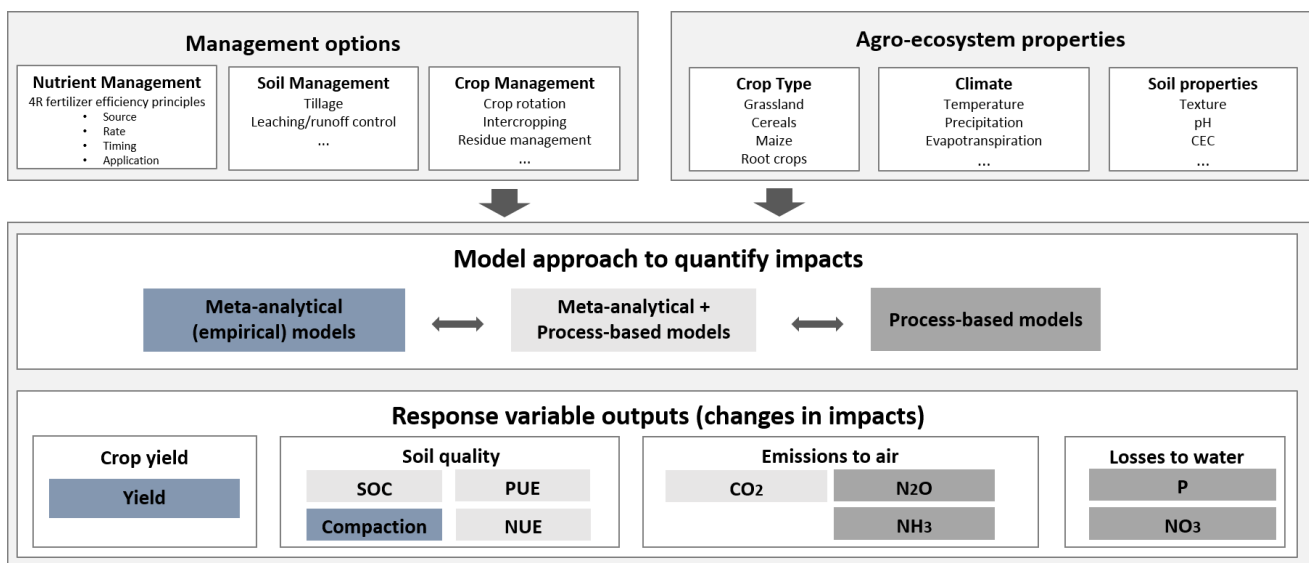 Management options
Nutrient Management
4R fertilizer efficiency principles
• Source
• Rate
• Timing
• Application
Soil Management
Tillage
Leaching/runoff control
...
Crop Management
Crop rotation
Intercropping
Residue management
...
Agro-ecosystem properties
Crop Type
Grassland
Cereals
Maize
Root crops
Climate
Temperature
Precipitation
Evapotranspiration
...
Soil properties
Texture
pH
CEC
...
Model approach to quantify impacts
Meta-analytical
(empirical) models
Meta-analytical +
Process-based models
Process-based models
Response variable outputs (changes in impacts)
Crop yield
Yield
Soil quality
SOC
PUE
Compaction
NUE
Emissions to air
CO2
N2O
NH3
Losses to water
P
NO3